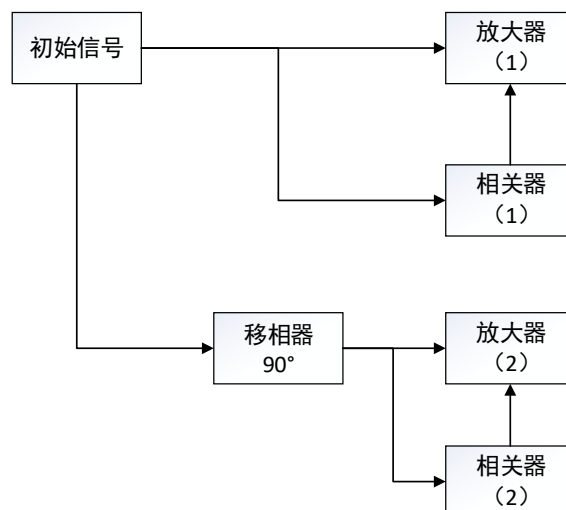 初始信号
放大器
（1）
相关器
（1）
移相器
90°
放大器
（2）
相关器
（2）